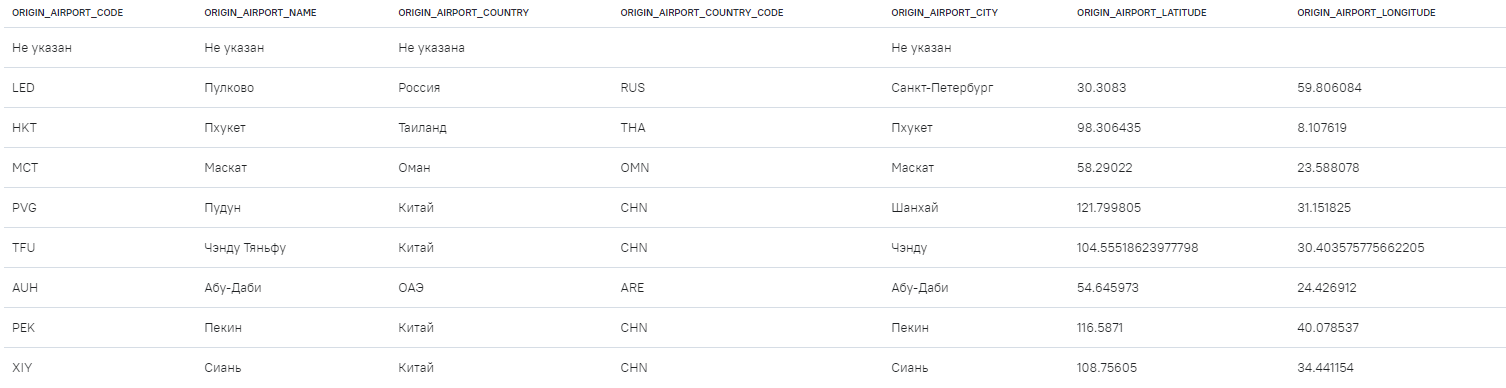 ORIGIN_AIRPORT_CODE ORIGIN_AIRPORT_NAME ORIGIN_AIRPORT_COUNTRY ORIGIN_AIRPORT_COUNTRY_CODE ORIGIN_AIRPORT_CITY ORIGIN_AIRPORT_LATITUDE ORIGIN_AIRPORT_LONGITUDE
Не указан Не указан Не указана Не указан
LED Пулково Россия RUS Санкт-Петербург 30.3083 59.806084
HKT Пхукет Таиланд THA Пхукет 98.306435 8.107619
MCT Маскат Оман OMN Маскат 58.29022 23.588078
PVG Пудун Китай CHN Шанхай 121.799805 31.151825
TFU Чэнду Тяньфу Китай CHN Чэнду 104.55518623977798 30.403575775662205
AUH Абу-Даби ОАЭ ARE Абу-Даби 54.645973 24.426912
PEK Пекин Китай CHN Пекин 116.5871 40.078537
XIY Сиань Китай CHN Сиань 108.75605 34.441154